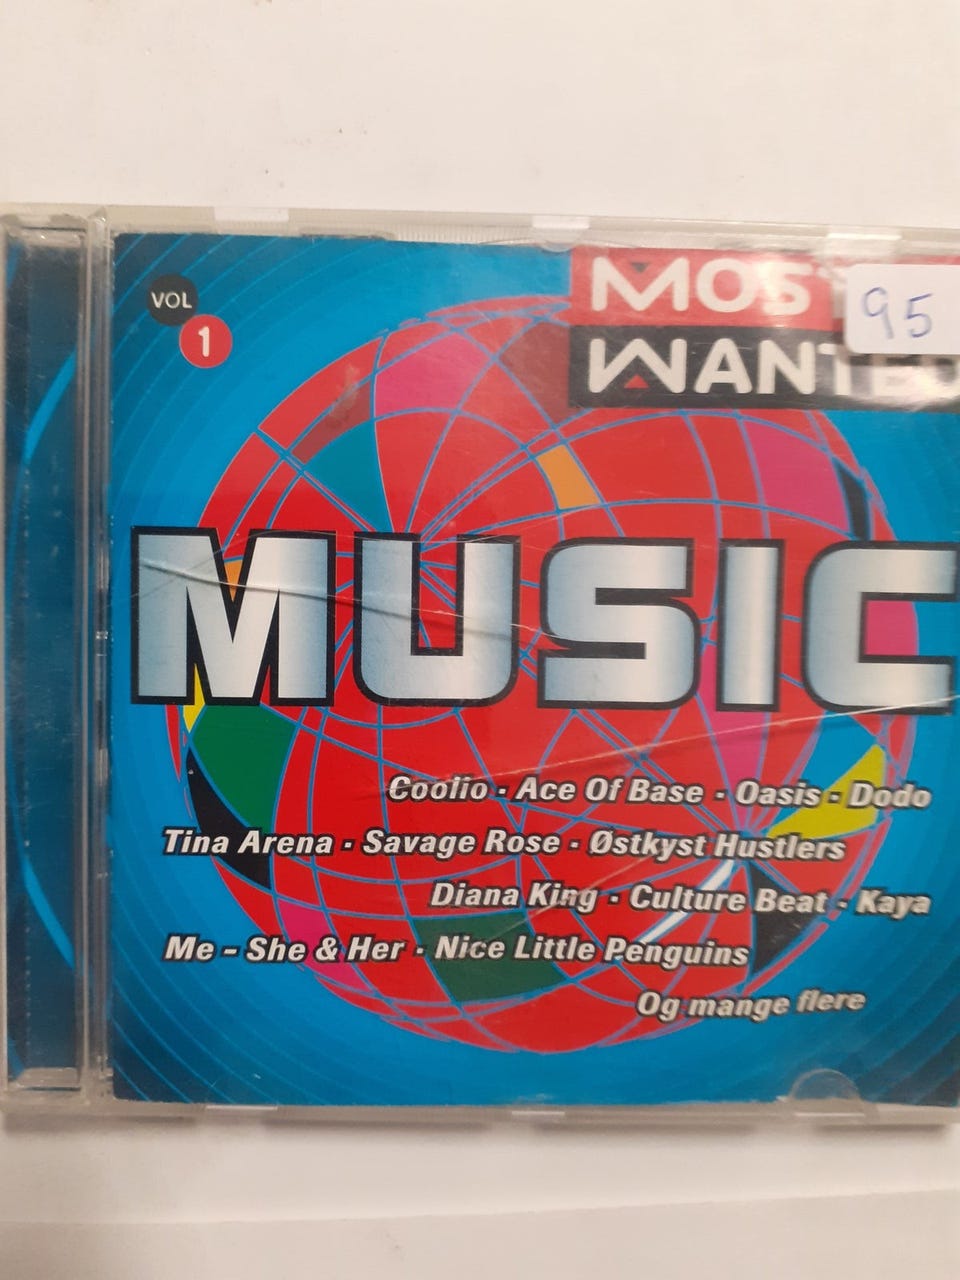 VOL
1
MOST
95
WANTED
MUSIC
Coolio · Ace Of Base · Oasis · Dodo
Tina Arena · Savage Rose · Østkyst Hustlers
Diana King · Culture Beat · Kaya
Me - She & Her · Nice Little Penguins
Og mange flere